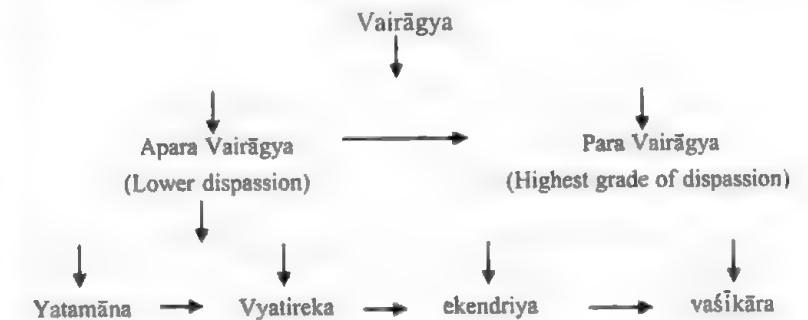 Vairāgya
Apara Vairāgya
(Lower dispassion)
Para Vairāgya
(Highest grade of dispassion)
Yatamāna
Vyatireka
ekendriya
vaśīkāra